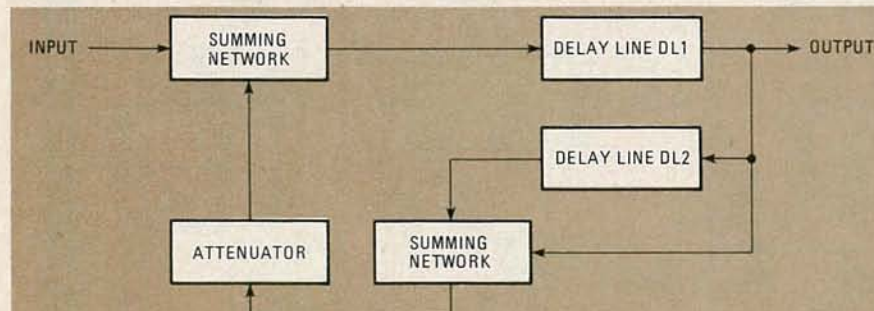 INPUT
SUMMING
NETWORK
DELAY LINE DL1
OUTPUT
DELAY LINE DL2
ATTENUATOR
SUMMING
NETWORK